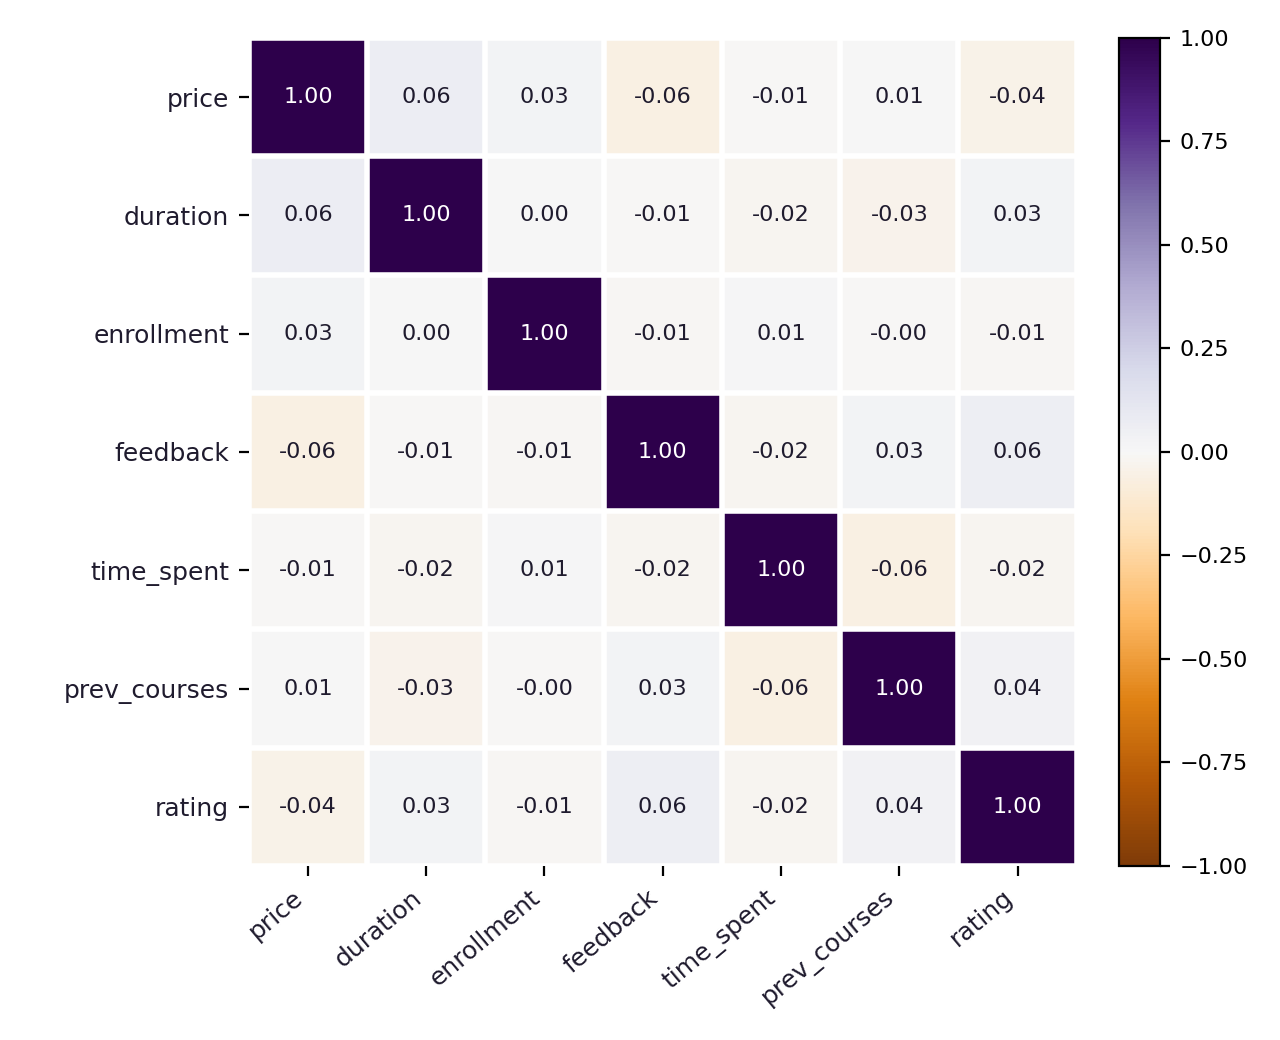 price 1.00 0.06 0.03 -0.06 -0.01 0.01 -0.04
duration 0.06 1.00 0.00 -0.01 -0.02 -0.03 0.03
enrollment 0.03 0.00 1.00 -0.01 0.01 -0.00 -0.01
feedback -0.06 -0.01 -0.01 1.00 -0.02 0.03 0.06
time_spent -0.01 -0.02 0.01 -0.02 1.00 -0.06 -0.02
prev_courses 0.01 -0.03 -0.00 0.03 -0.06 1.00 0.04
rating -0.04 0.03 -0.01 0.06 -0.02 0.04 1.00
price duration enrollment feedback time_spent prev_courses rating
1.00
0.75
0.50
0.25
0.00
−0.25
−0.50
−0.75
−1.00